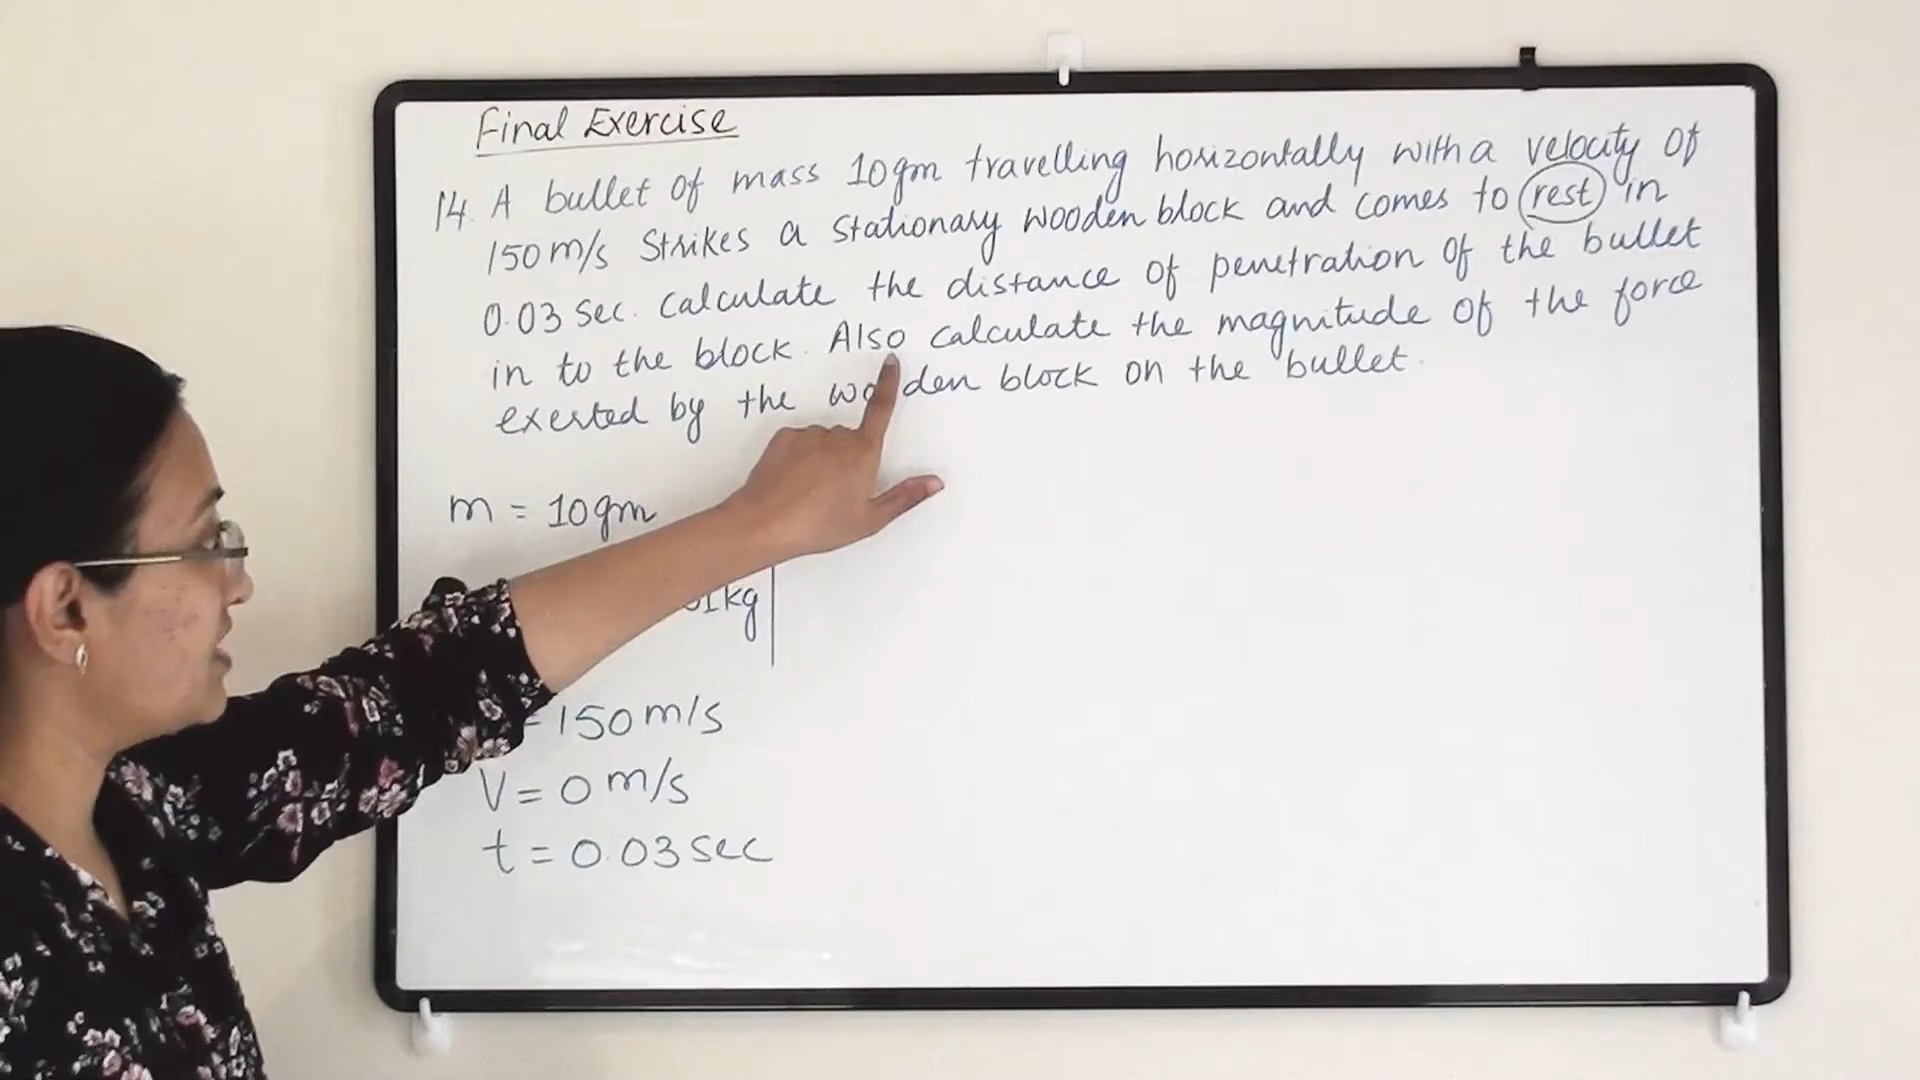 Final Exercise
14. A bullet of mass 10gm travelling horizontally with a velocity of
150m/s strikes a stationary wooden block and comes to rest in
0.03 sec. Calculate the distance of penetration of the bullet
in to the block. Also calculate the magnitude of the force
exerted by the wooden block on the bullet.
m = 10gm
1kg
= 150m/s
V = 0 m/s
t = 0.03 sec